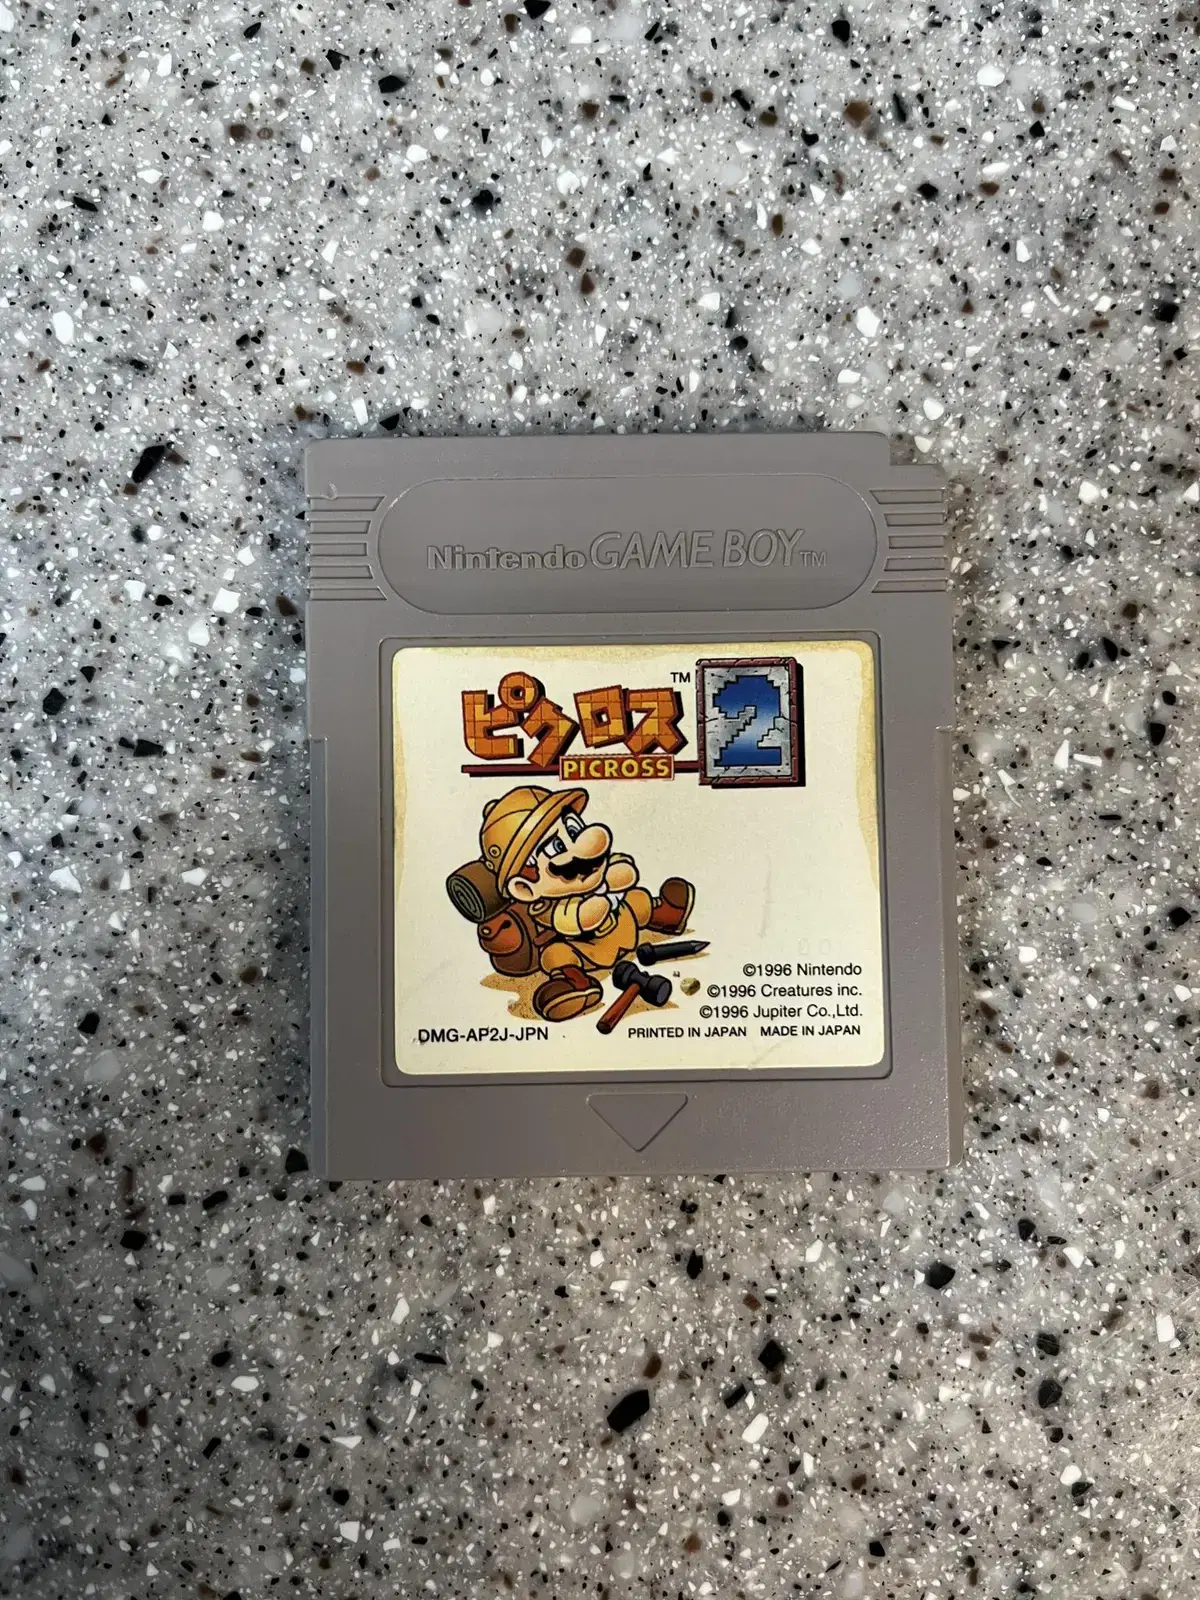 Nintendo GAME BOY™
ピクロス™ 2
PICROSS
©1996 Nintendo
©1996 Creatures inc.
©1996 Jupiter Co.,Ltd.
DMG-AP2J-JPN PRINTED IN JAPAN MADE IN JAPAN